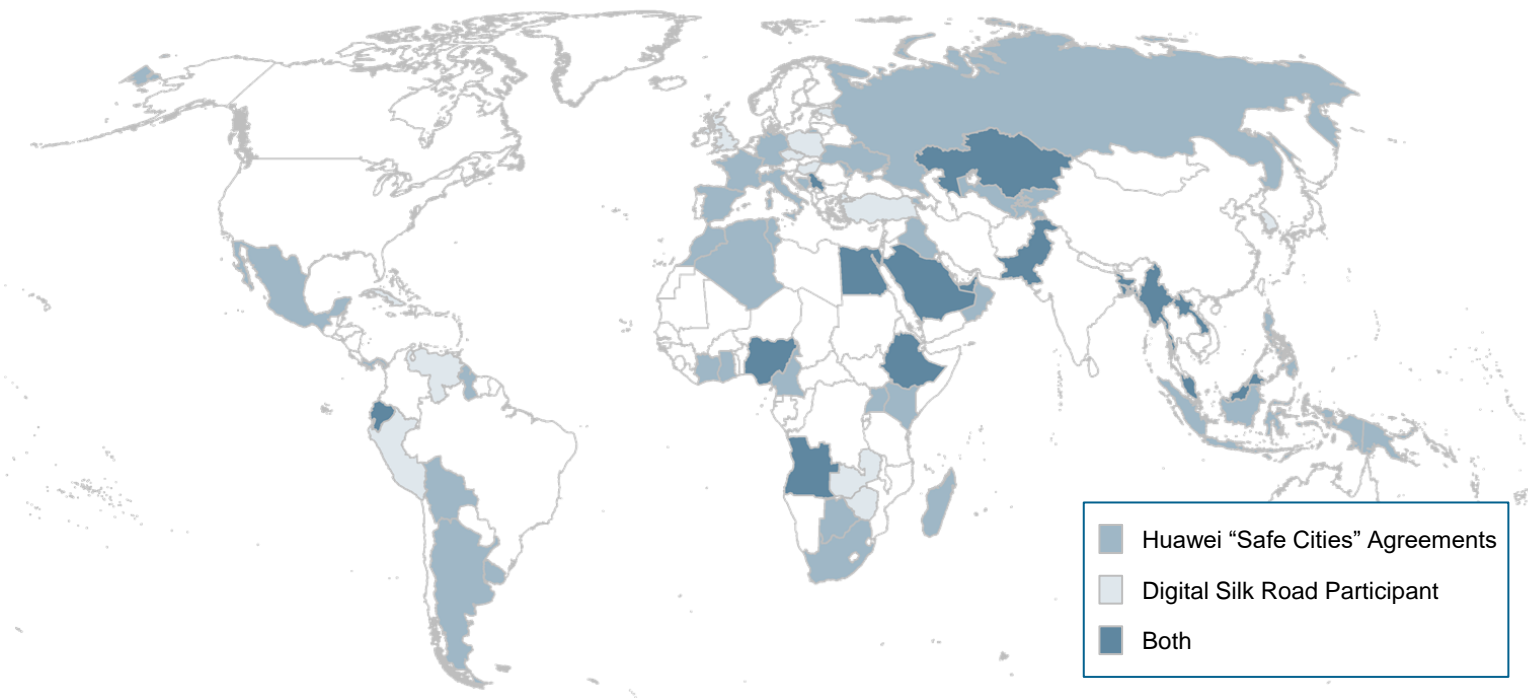 Huawei “Safe Cities” Agreements
Digital Silk Road Participant
Both